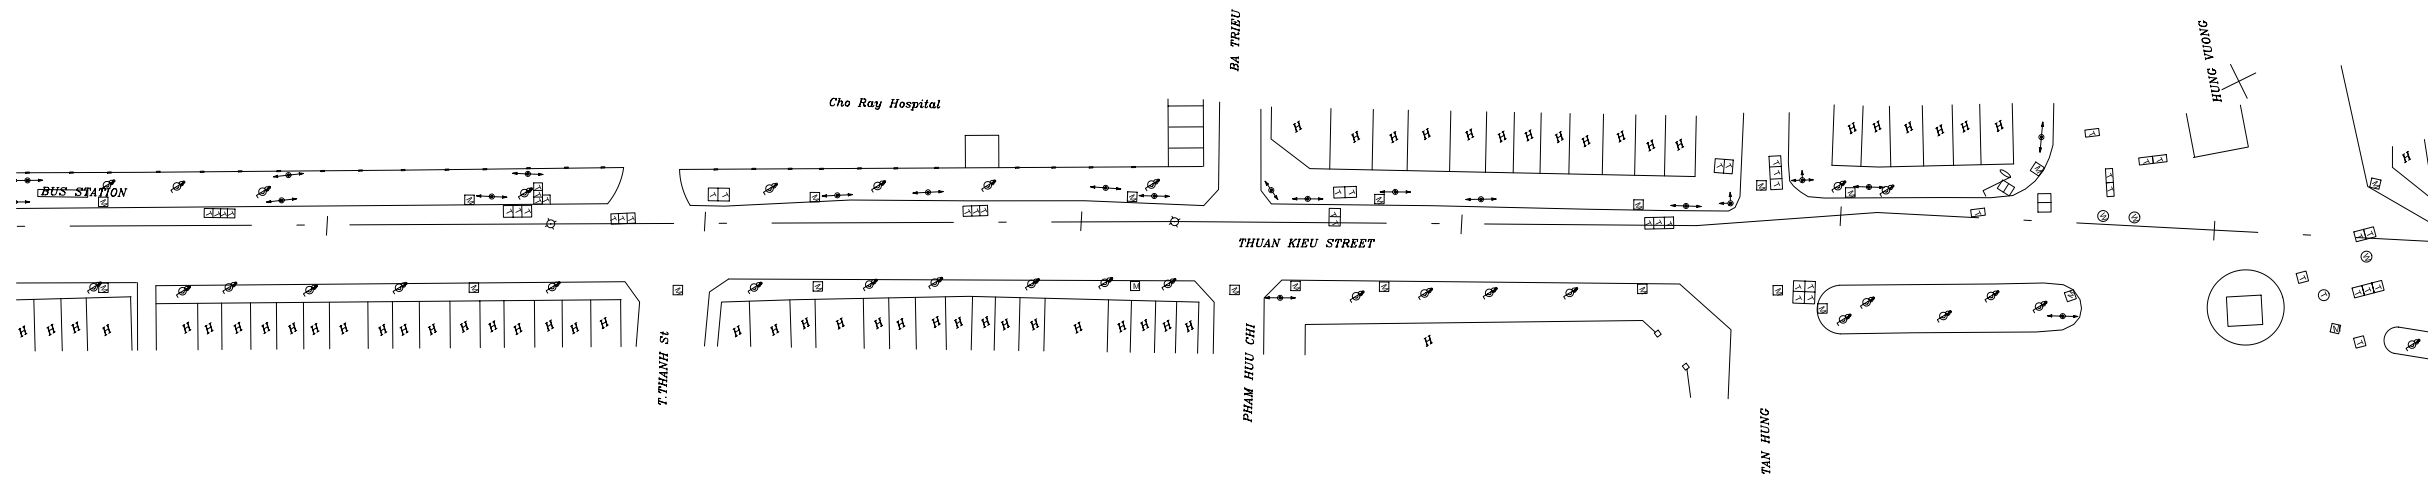 BA TRIEU
HUNG VUONG
Cho Ray Hospital
H H H H H H H H H H H H
H H H H H H
H
BUS STATION
THUAN KIEU STREET
H H H H
H H H H H H H H H H H H H H H
H H H H H H H H H H H H H H
H
T.THANH St
PHAM HUU CHI
TAN HUNG